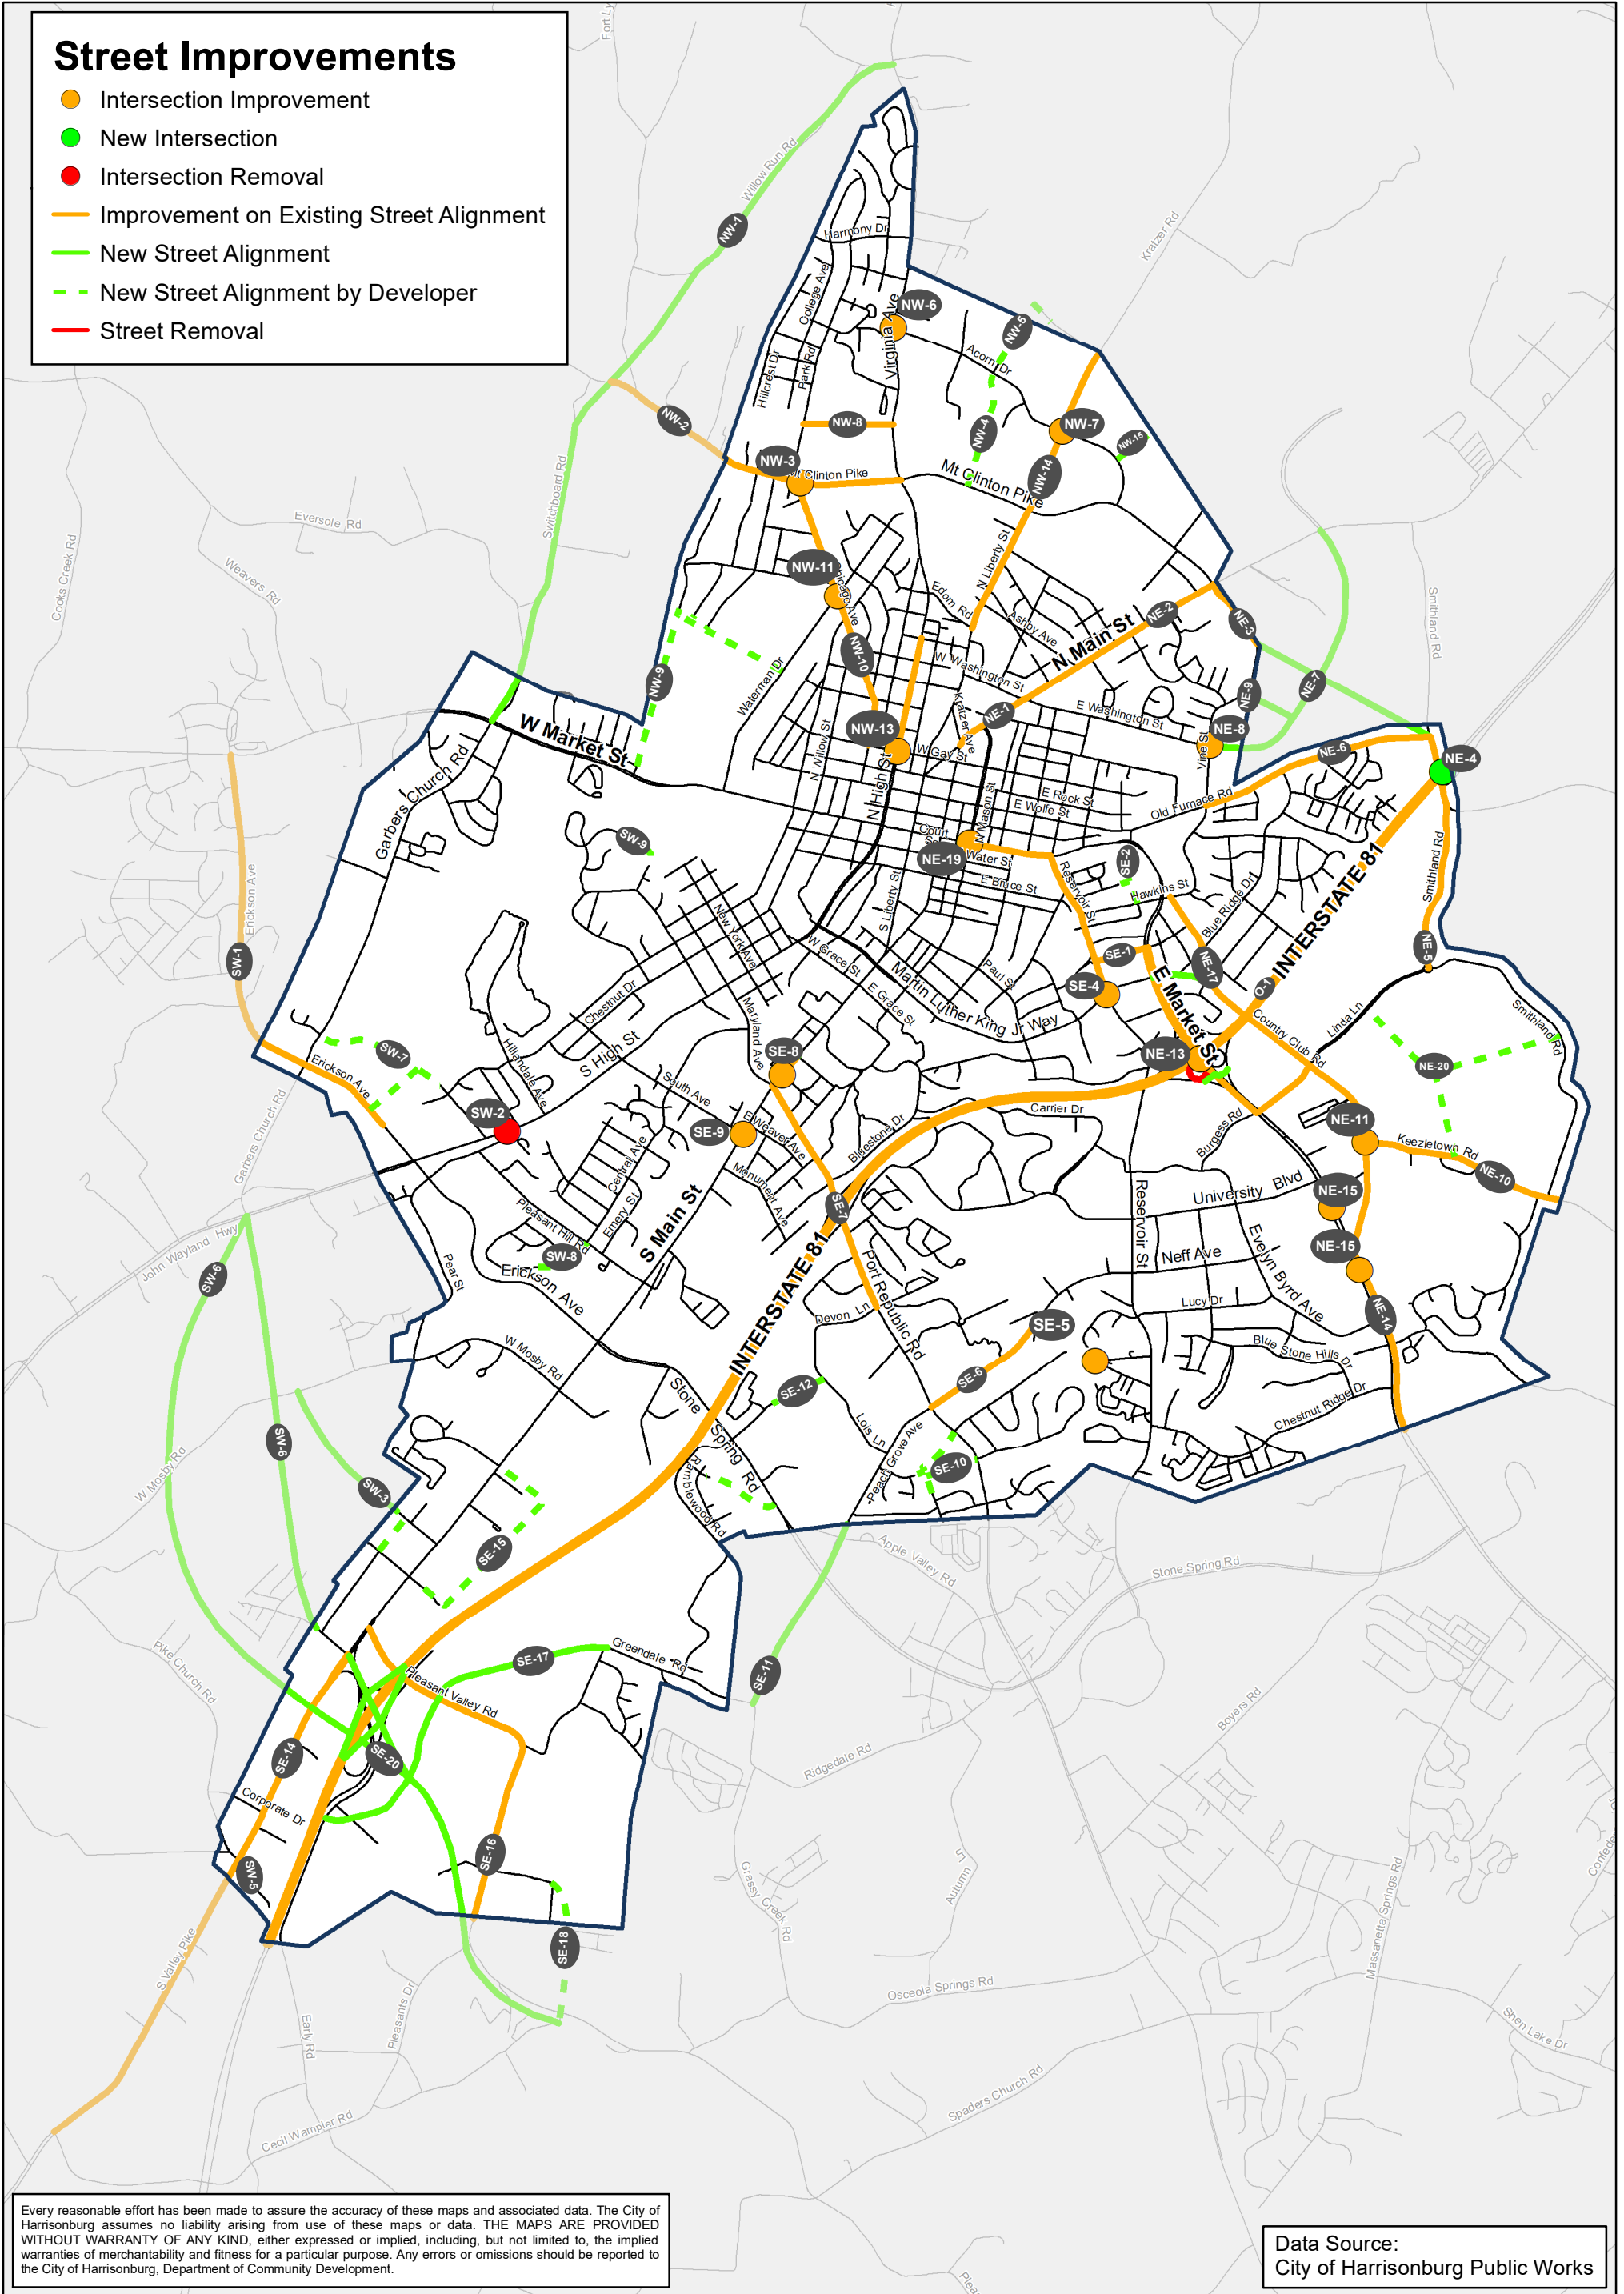 Street Improvements
Intersection Improvement
New Intersection
Intersection Removal
Improvement on Existing Street Alignment
New Street Alignment
New Street Alignment by Developer
Street Removal
Fort Ly
Willow Run Rd
NW-1
Kratzer Rd
Harmony Dr
College Ave
NW-6
Virginia Ave
NW-5
Acorn Dr
Hillcrest Dr
Park Rd
NW-2
NW-8
NW-4
NW-7
NW-15
NW-3
Mt Clinton Pike
Mt Clinton Pike
NW-14
Switchboard Rd
Eversole Rd
Cooks Creek Rd
Weavers Rd
NW-11
Chicago Ave
N Liberty St
Edom Rd
Ashby Ave
NE-2
NE-3
Smithland Rd
N Main St
NW-10
W Washington St
NW-9
Waterman Dr
NE-9
NE-7
Kratzer Ave
NE-1
E Washington St
NE-8
Vine St
NW-13
W Market St
N Willow St
W Gay St
NE-6
NE-4
Garbers Church Rd
N High St
N Mason St
E Rock St
E Wolfe St
Old Furnace Rd
SW-9
Court
NE-19
Water St
E Bruce St
SE-2
Hawkins St
Reservoir St
Blue Ridge Dr
INTERSTATE 81
Smithland Rd
Erickson Ave
SW-1
New York Ave
S Liberty St
W Grace St
E Grace St
Martin Luther King Jr Way
Paul St
SE-1
SE-4
NE-17
NE-5
O-1
E Market St
Country Club Rd
Linda Ln
Smithland Rd
Chestnut Dr
Maryland Ave
S High St
Hillandale Ave
SW-7
Erickson Ave
SE-8
NE-13
NE-20
South Ave
SW-2
SE-9
E Weaver Ave
Bluestone Dr
Carrier Dr
Burgess Rd
NE-11
Keezletown Rd
NE-10
Garbers Church Rd
Central Ave
Monument Ave
Emery St
Pleasant Hill Rd
SW-8
Erickson Ave
S Main St
SE-7
Reservoir St
University Blvd
NE-15
NE-15
Evelyn Byrd Ave
Neff Ave
Lucy Dr
John Wayland Hwy
SW-6
Pear St
INTERSTATE 81
Port Republic Rd
Devon Ln
SE-5
NE-14
Blue Stone Hills Dr
W Mosby Rd
SE-6
SE-12
Chestnut Ridge Dr
Stone Spring Rd
Lois Ln
Peach Grove Ave
SE-10
SW-6
W Mosby Rd
SW-3
Ramblewood Rd
SE-15
Apple Valley Rd
Stone Spring Rd
Pike Church Rd
SE-17
Greendale Rd
SE-11
Pleasant Valley Rd
Boyers Rd
SE-14
SE-20
Ridgedale Rd
Corporate Dr
SE-16
SW-5
Grassy Creek Rd
S Autumn
Massanetta Springs Rd
Confede
SE-18
S Valley Pike
Pleasants Dr
Early Rd
Osceola Springs Rd
Shen Lake Dr
Spaders Church Rd
Cecil Wampler Rd
Plea
Every reasonable effort has been made to assure the accuracy of these maps and associated data. The City of
Harrisonburg assumes no liability arising from use of these maps or data. THE MAPS ARE PROVIDED
WITHOUT WARRANTY OF ANY KIND, either expressed or implied, including, but not limited to, the implied
warranties of merchantability and fitness for a particular purpose. Any errors or omissions should be reported to
the City of Harrisonburg, Department of Community Development.
Data Source:
City of Harrisonburg Public Works